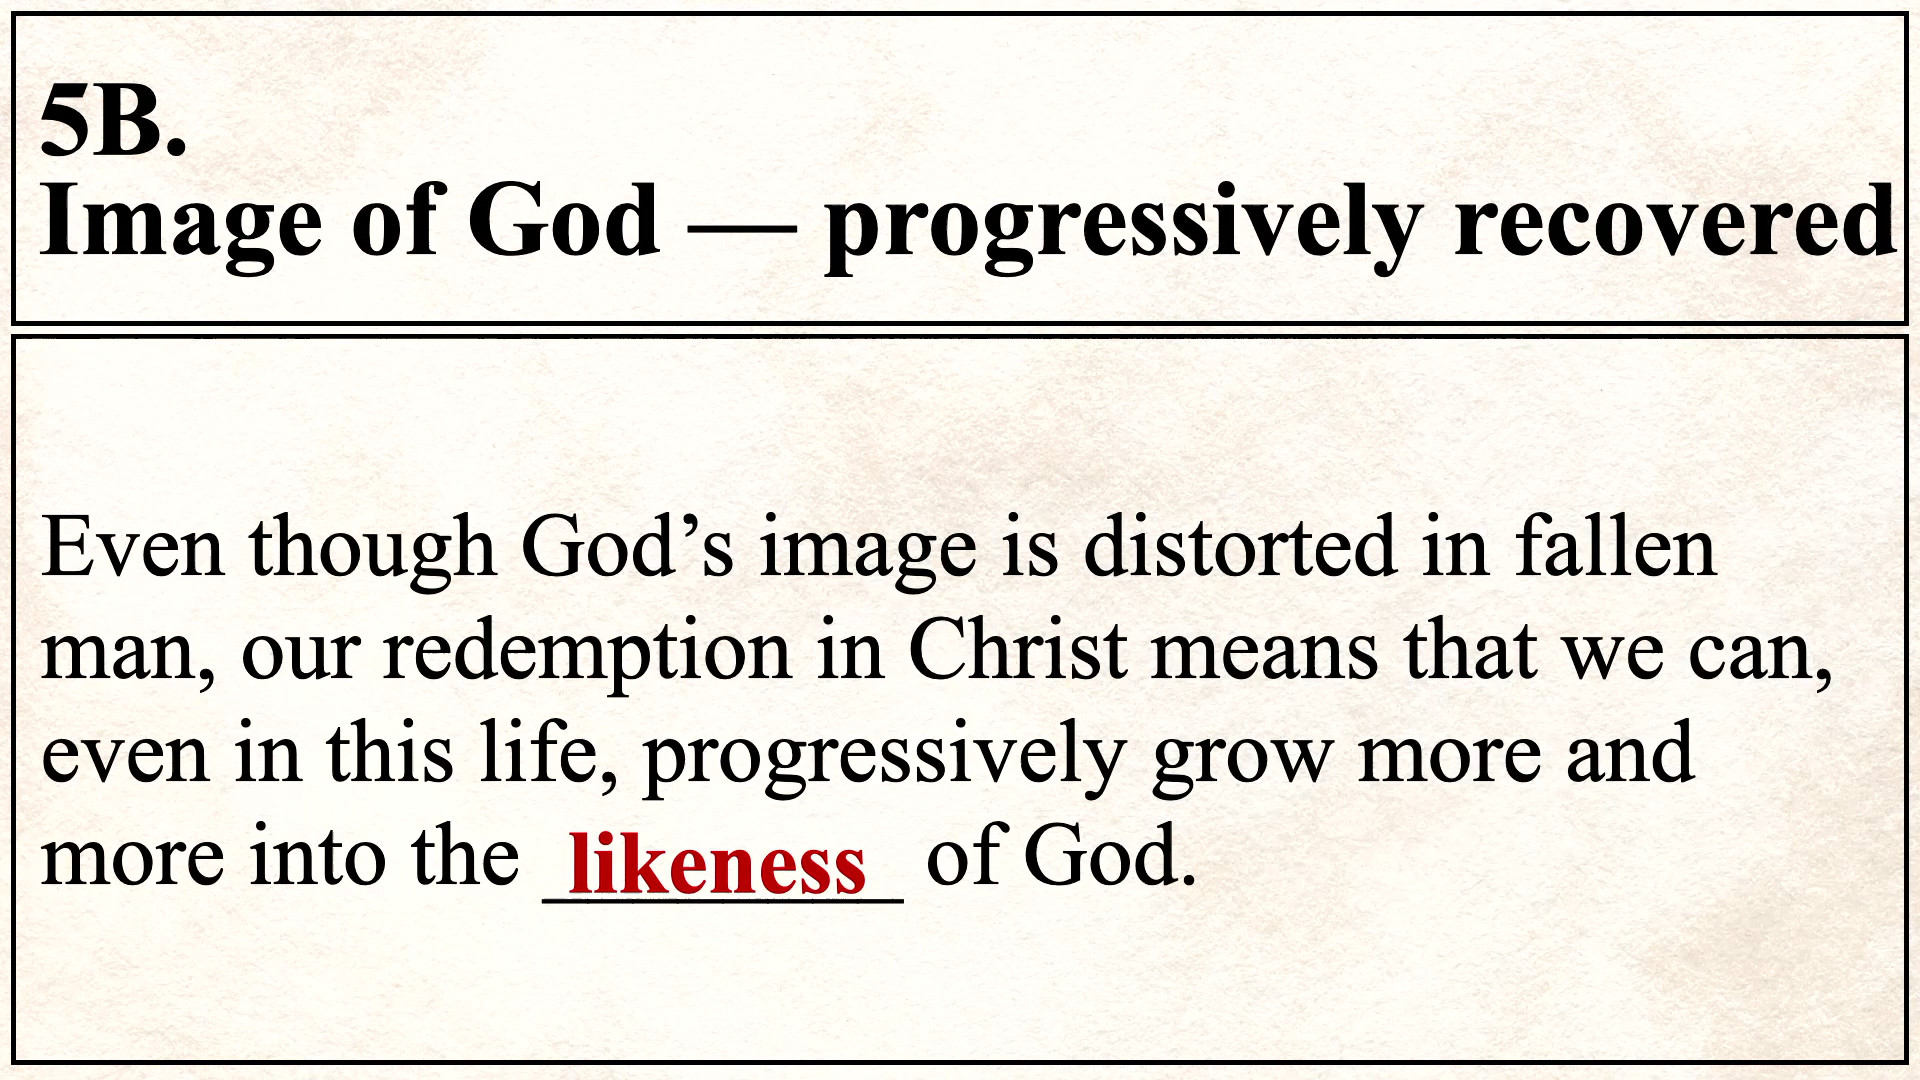 5B.
Image of God — progressively recovered
Even though God’s image is distorted in fallen
man, our redemption in Christ means that we can,
even in this life, progressively grow more and
more into the likeness of God.